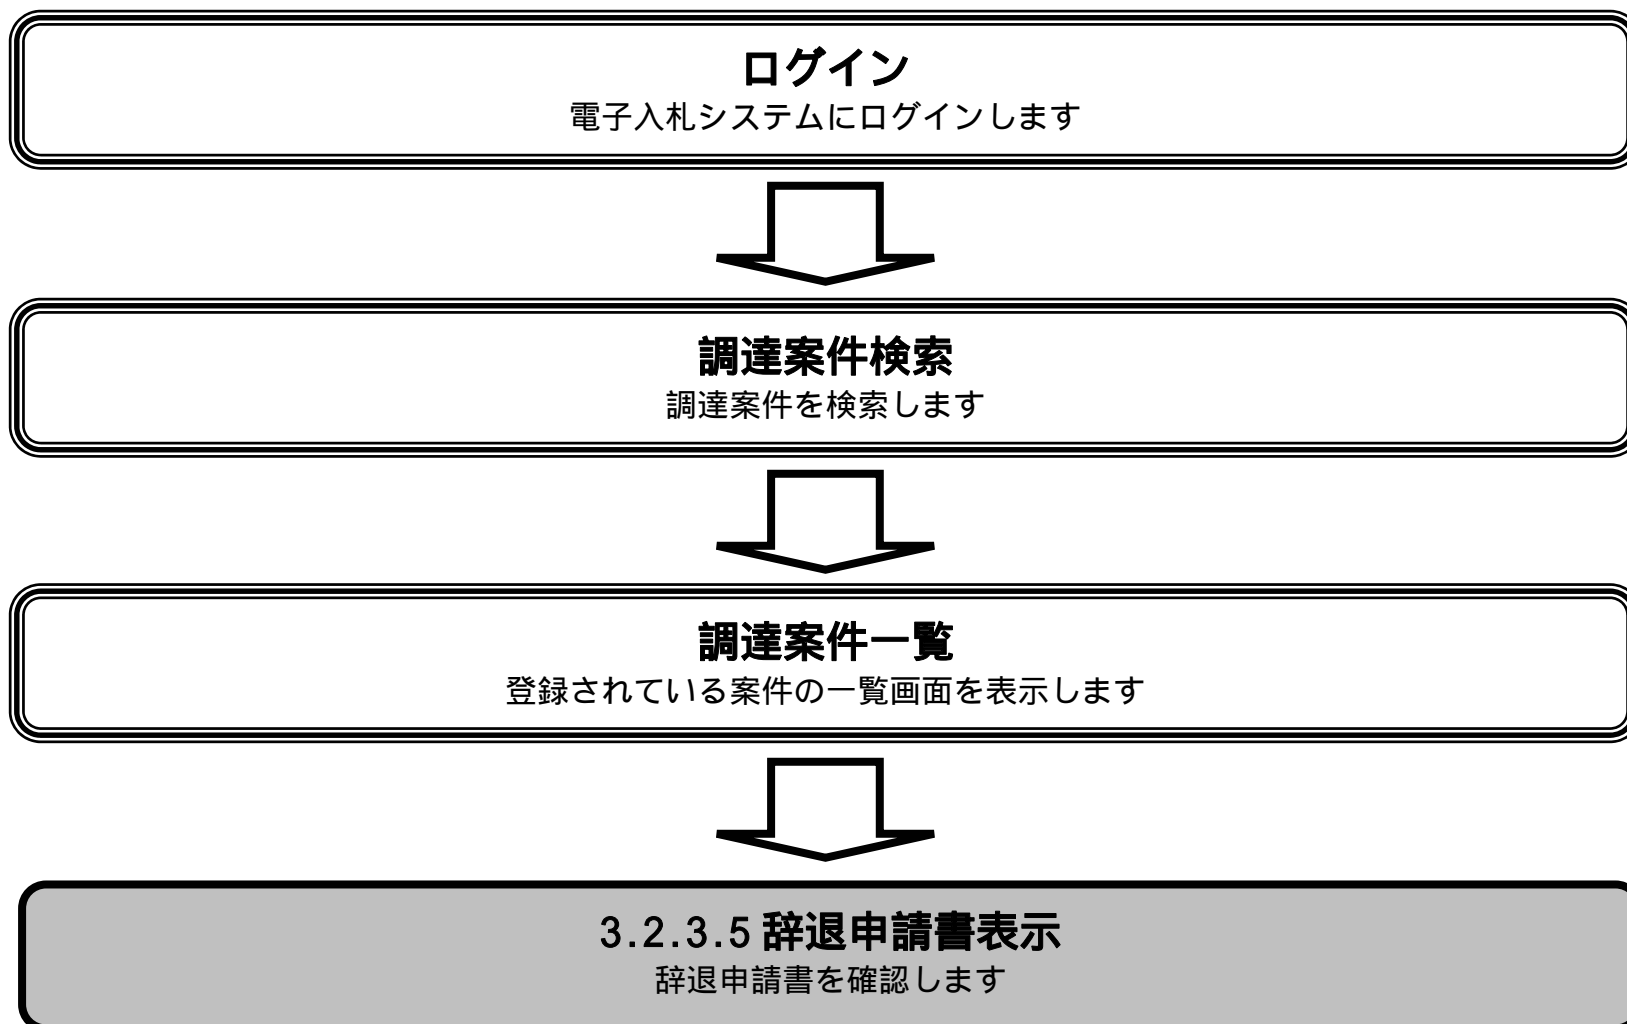 ログイン
電子入札システムにログインします
調達案件検索
調達案件を検索します
調達案件一覧
登録されている案件の一覧画面を表示します
3.2.3.5 辞退申請書表示
辞退申請書を確認します